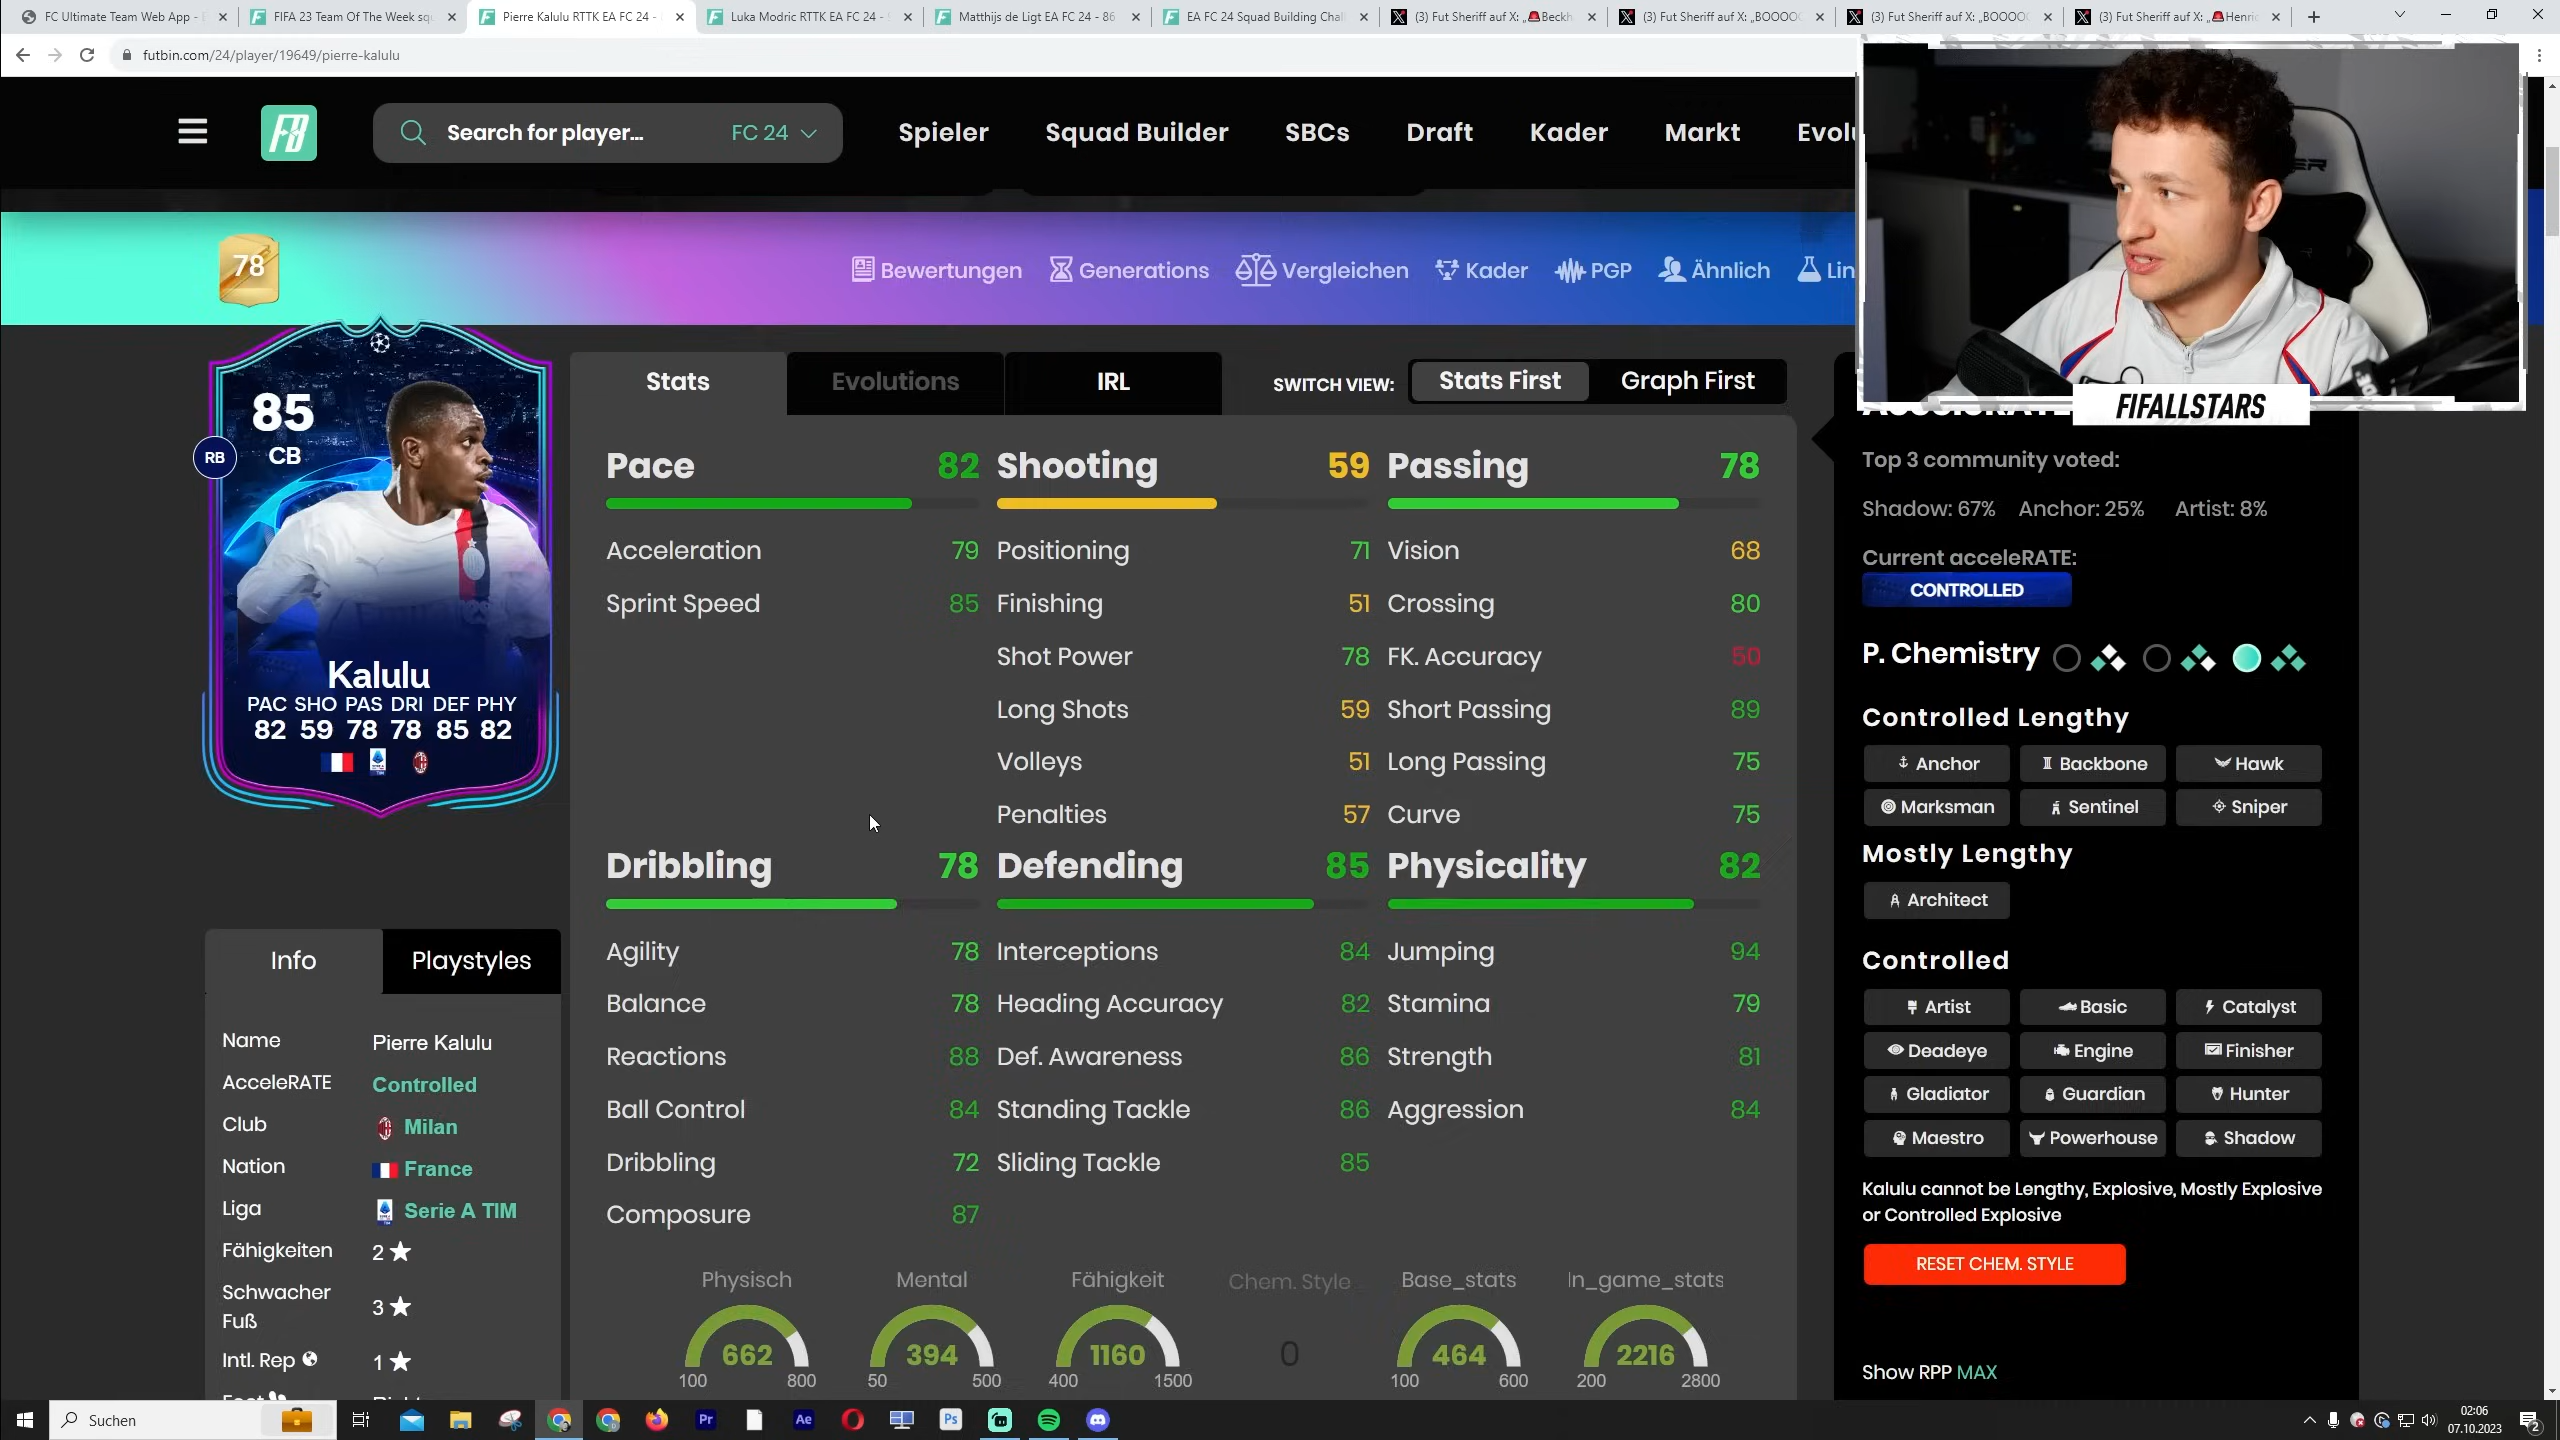 FC Ultimate Team Web App -
FIFA 23 Team Of The Week squ
Pierre Kalulu RTTK EA FC 24 -
Luka Modric RTTK EA FC 24 -
Matthijs de Ligt EA FC 24 - 86
EA FC 24 Squad Building Chal
(3) Fut Sheriff auf X: „🚨Beckh
(3) Fut Sheriff auf X: „BOOOO
(3) Fut Sheriff auf X: „BOOOO
(3) Fut Sheriff auf X: „🚨Henri
futbin.com/24/player/19649/pierre-kalulu
Search for player...
FC 24
Spieler
Squad Builder
SBCs
Draft
Kader
Markt
Evolu
78
Bewertungen
Generations
Vergleichen
Kader
PGP
Ähnlich
Lin
FIFALLSTARS
85
CB
RB
Kalulu
PAC SHO PAS DRI DEF PHY
82 59 78 78 85 82
Stats
Evolutions
IRL
SWITCH VIEW:
Stats First
Graph First
Pace 82
Acceleration 79
Sprint Speed 85
Shooting 59
Positioning 71
Finishing 51
Shot Power 78
Long Shots 59
Volleys 51
Penalties 57
Passing 78
Vision 68
Crossing 80
FK. Accuracy 50
Short Passing 89
Long Passing 75
Curve 75
Dribbling 78
Agility 78
Balance 78
Reactions 88
Ball Control 84
Dribbling 72
Composure 87
Defending 85
Interceptions 84
Heading Accuracy 82
Def. Awareness 86
Standing Tackle 86
Sliding Tackle 85
Physicality 82
Jumping 94
Stamina 79
Strength 81
Aggression 84
Physisch
662
100 800
Mental
394
50 500
Fähigkeit
1160
400 1500
Chem. Style
0
Base_stats
464
100 600
In_game_stats
2216
200 2800
Info
Playstyles
Name Pierre Kalulu
AcceleRATE Controlled
Club Milan
Nation France
Liga Serie A TIM
Fähigkeiten 2
Schwacher
Fuß 3
Intl. Rep 1
Top 3 community voted:
Shadow: 67% Anchor: 25% Artist: 8%
Current acceleRATE:
CONTROLLED
P. Chemistry
Controlled Lengthy
Anchor Backbone Hawk
Marksman Sentinel Sniper
Mostly Lengthy
Architect
Controlled
Artist Basic Catalyst
Deadeye Engine Finisher
Gladiator Guardian Hunter
Maestro Powerhouse Shadow
Kalulu cannot be Lengthy, Explosive, Mostly Explosive
or Controlled Explosive
RESET CHEM. STYLE
Show RPP MAX
Suchen
Pr
Ae
Ps
02:06
07.10.2023
2